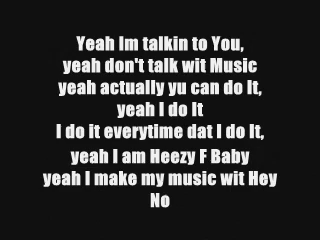 Yeah Im talkin to You,
yeah don't talk wit Music
yeah actually yu can do It,
yeah I do It
I do it everytime dat I do It,
yeah I am Heezy F Baby
yeah I make my music wit Hey
No